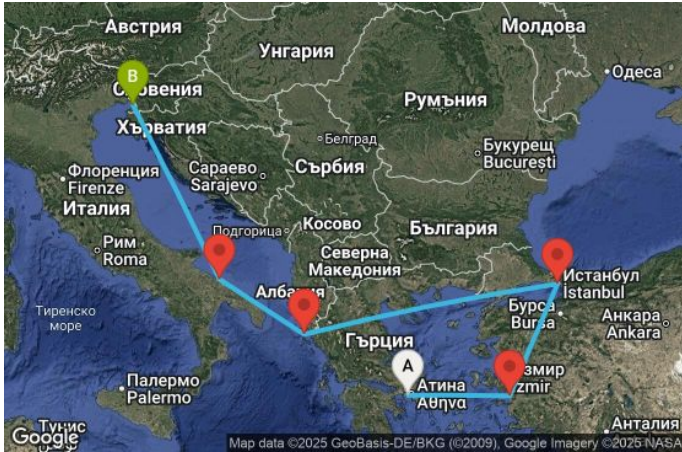 Австрия
Молдова
Унгария
B
Словения
Одеса
Румъния
Хърватия
Белград
Букурещ
București
Флоренция
Firenze
Сараево
Sarajevo
Сърбия
Италия
Косово
България
Подгорица
Рим
Roma
Северна
Македония
Албания
Истанбул
İstanbul
Тиренско
море
Бурса
Bursa
Анкара
Ankara
Гърция
A
Измир
İzmir
Палермо
Palermo
Атина
Αθήνα
Анталия
Тунис
Google
Map data ©2025 GeoBasis-DE/BKG (©2009), Google Imagery ©2025 NASA